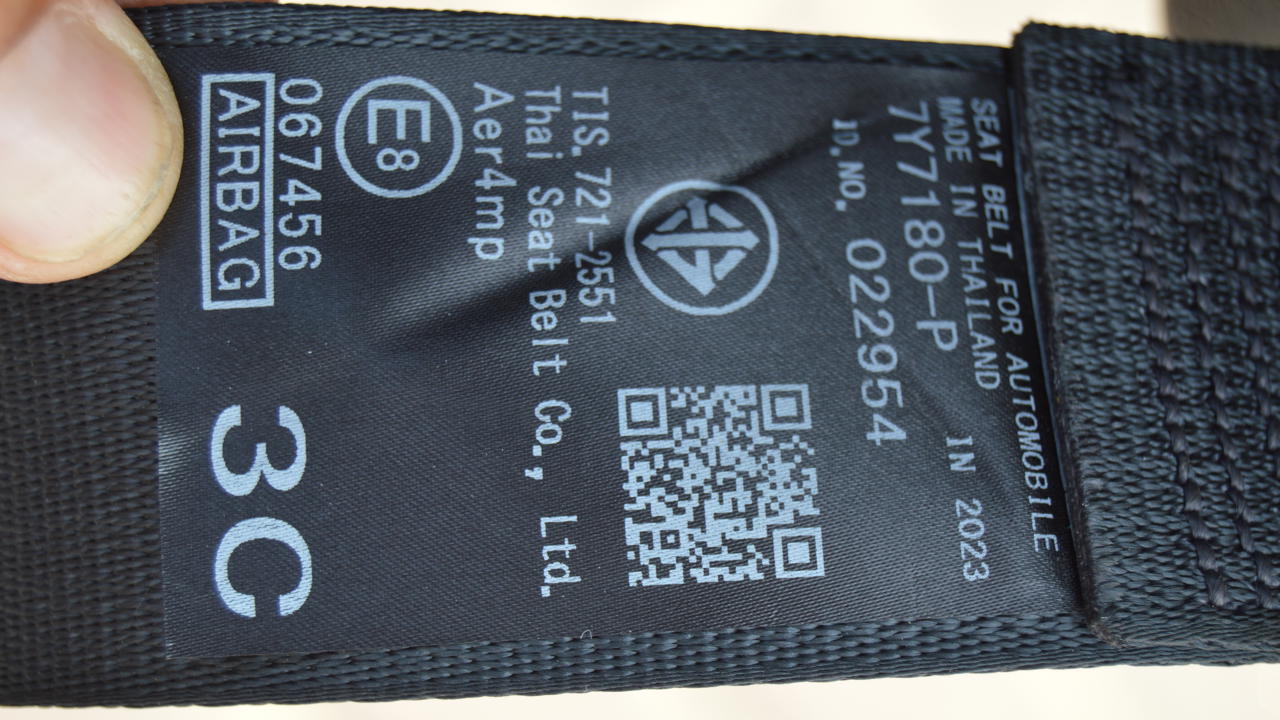 SEAT BELT FOR AUTOMOBILE
MADE IN THAILAND IN 2023
7Y7180-P
ID.NO. 022954
TIS.721-2551
Thai Seat Belt Co., Ltd.
Aer4mp
E8
067456
AIRBAG
3C